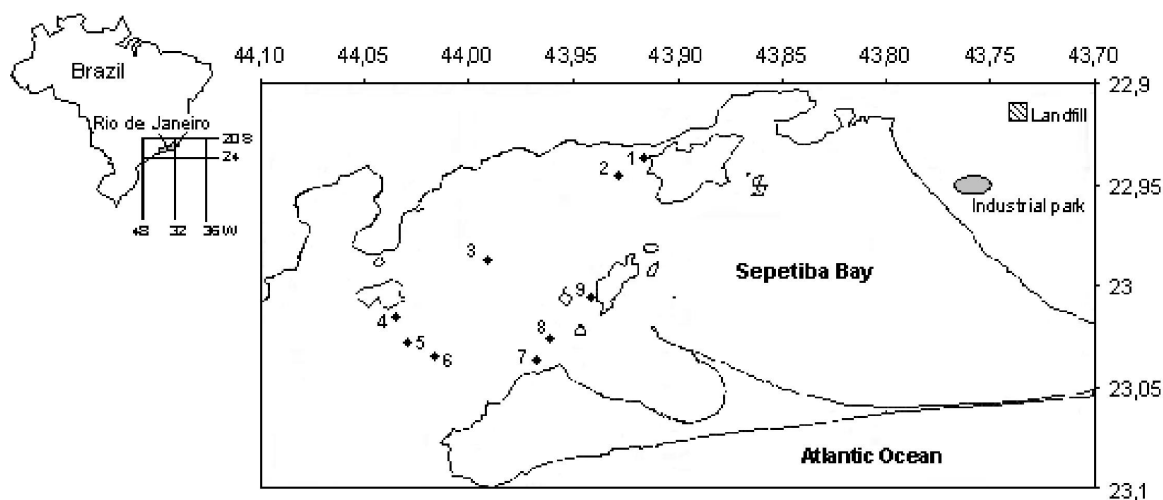 44,10 44,05 44,00 43,95 43,90 43,85 43,80 43,75 43,70
Brazil
Rio de Janeiro
20 S
24
48 32 36 W
22,9
22,95
23
23,05
23,1
Landfill
Industrial park
1
2
3
4
5
6
7
8
9
Sepetiba Bay
Atlantic Ocean